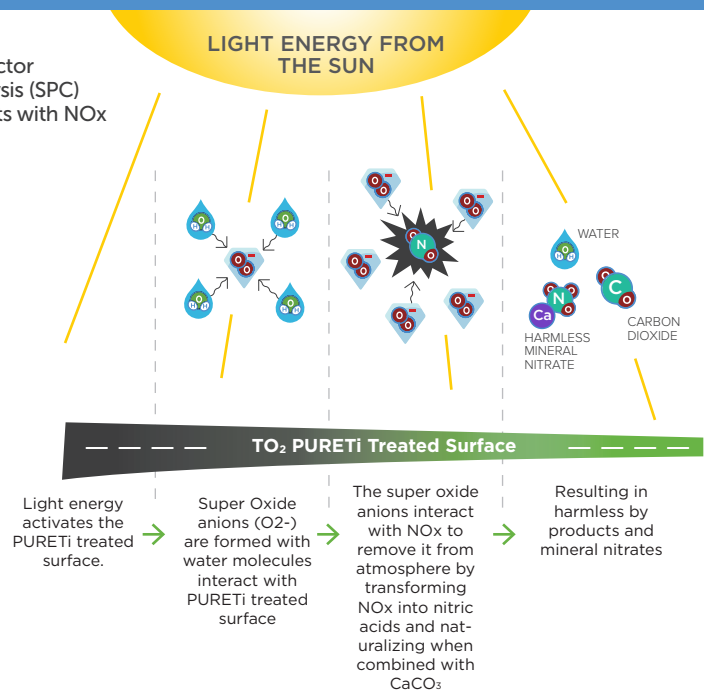 LIGHT ENERGY FROM
THE SUN
ctor
rsis (SPC)
ts with NOx
O O
O
H H
O
H H
O
O
O
H H
O
H H
O
O
O
O
O
O
O
O
O
O
O
N
O
WATER
O
H H
O
O
N
O
Ca
O
C
O
HARMLESS
MINERAL
NITRATE
CARBON
DIOXIDE
TO₂ PURETi Treated Surface
Light energy
activates the
PURETi treated
surface.
Super Oxide
anions (O2-)
are formed with
water molecules
interact with
PURETi treated
surface
The super oxide
anions interact
with NOx to
remove it from
atmosphere by
transforming
NOx into nitric
acids and nat-
uralizing when
combined with
CaCO₃
Resulting in
harmless by
products and
mineral nitrates